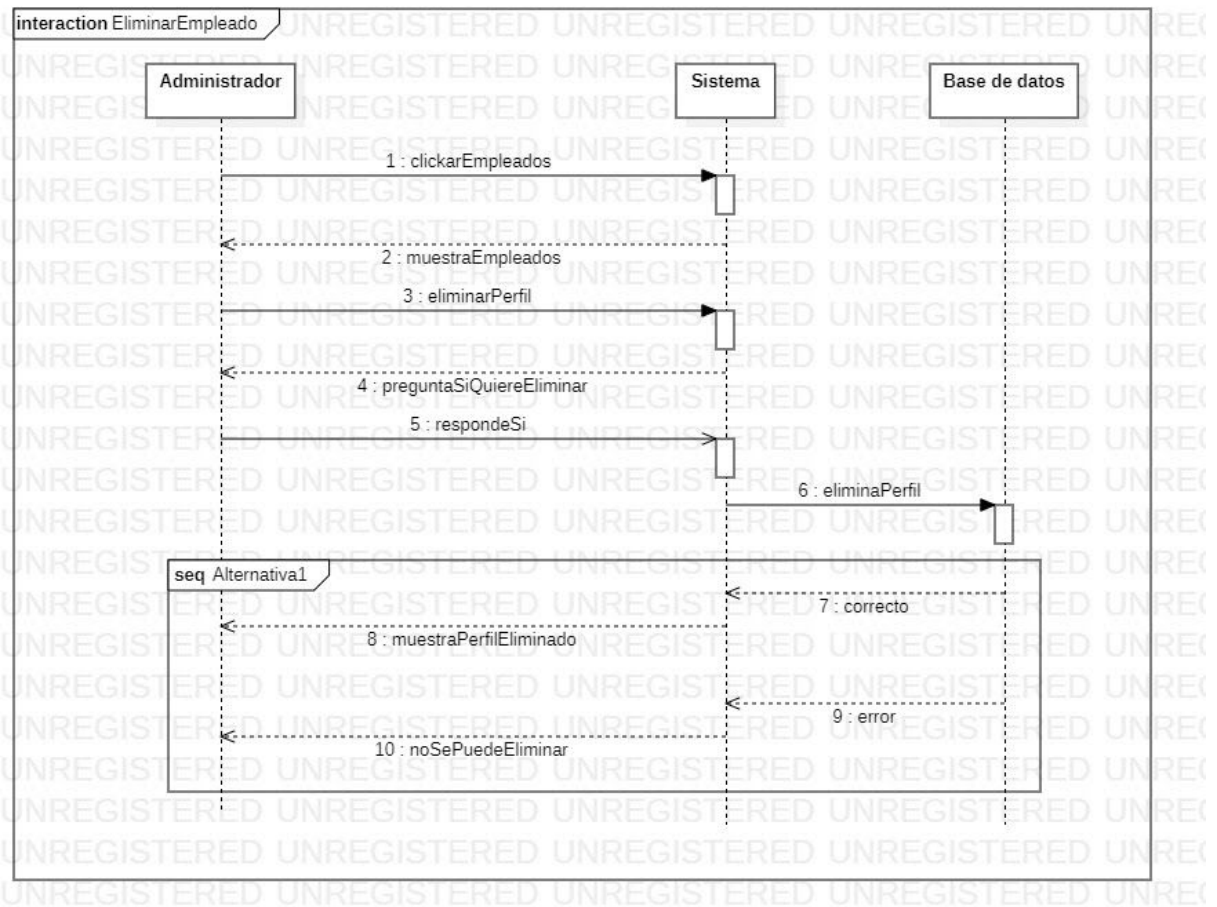 interaction EliminarEmpleado
Administrador
Sistema
Base de datos
1 : clickarEmpleados
2 : muestraEmpleados
3 : eliminarPerfil
4 : preguntaSiQuiereEliminar
5 : respondeSi
6 : eliminaPerfil
seq Alternativa1
7 : correcto
8 : muestraPerfilEliminado
9 : error
10 : noSePuedeEliminar
UNREGISTERED